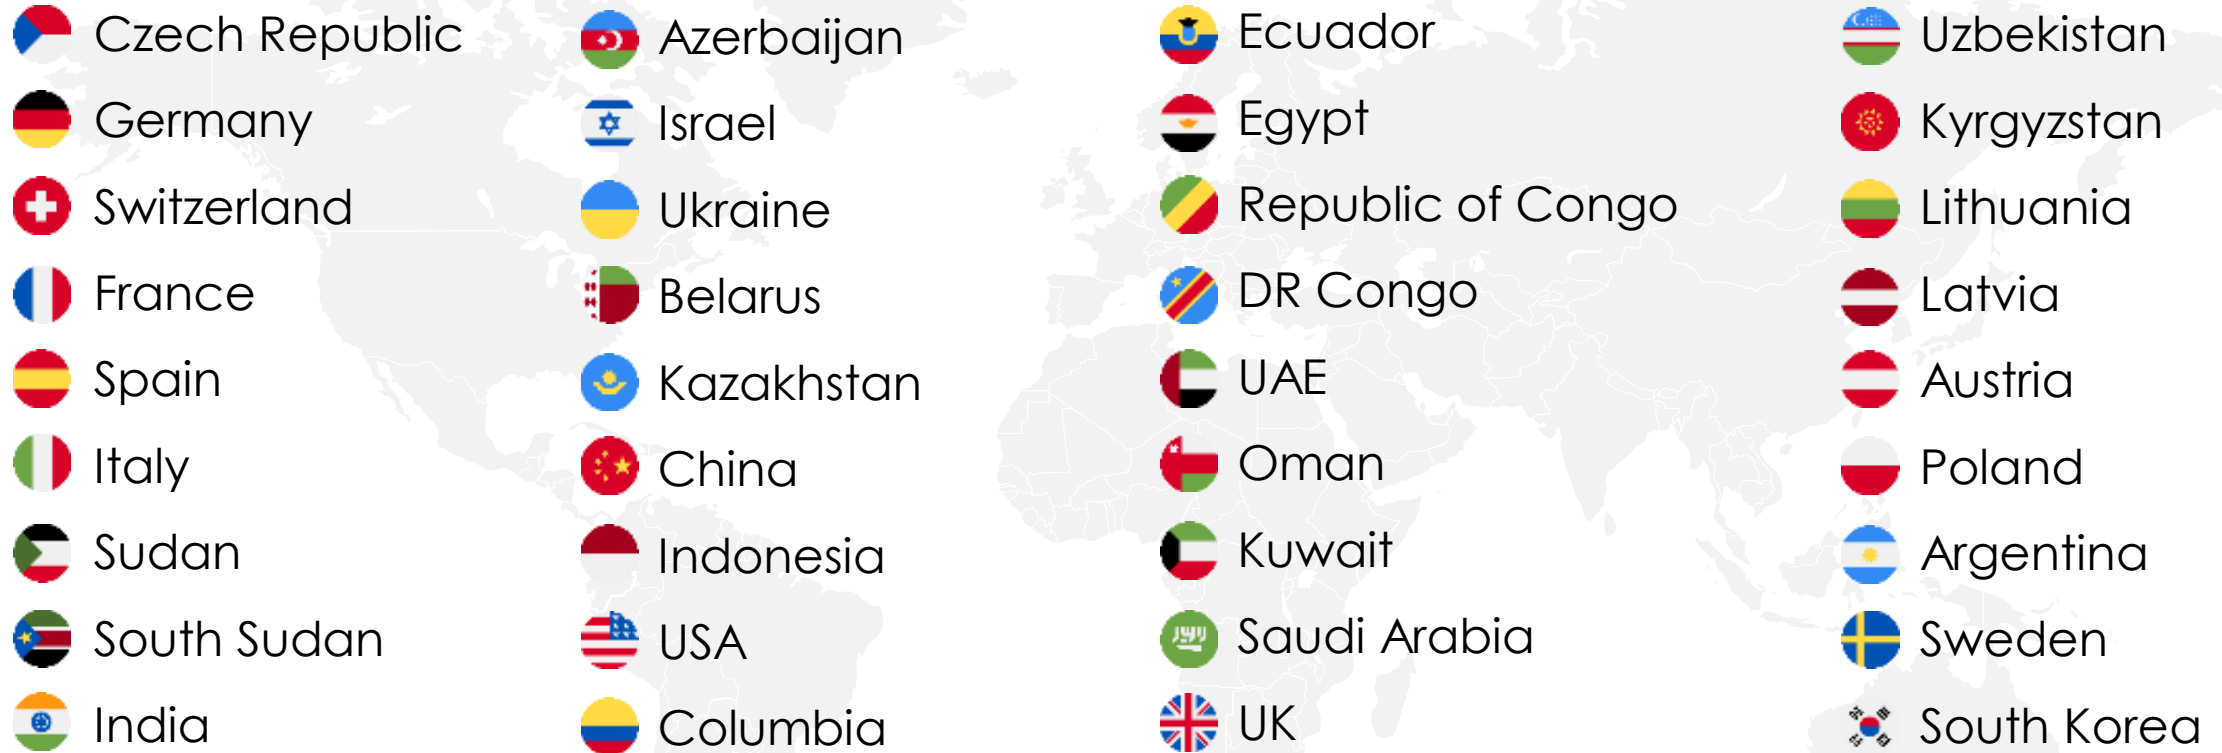 Czech Republic
Germany
Switzerland
France
Spain
Italy
Sudan
South Sudan
India
Azerbaijan
Israel
Ukraine
Belarus
Kazakhstan
China
Indonesia
USA
Columbia
Ecuador
Egypt
Republic of Congo
DR Congo
UAE
Oman
Kuwait
Saudi Arabia
UK
Uzbekistan
Kyrgyzstan
Lithuania
Latvia
Austria
Poland
Argentina
Sweden
South Korea